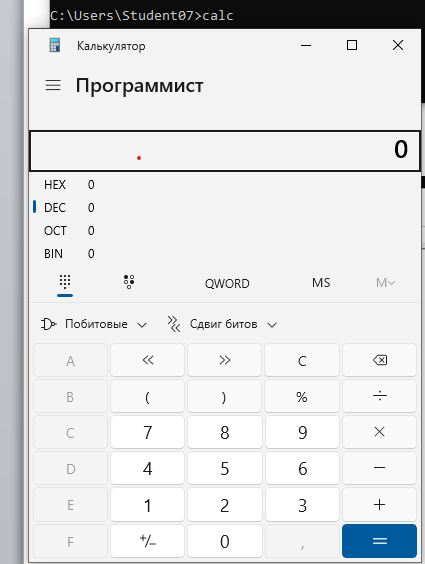 C:\Users\Student07>calc
Калькулятор
Программист
0
HEX 0
DEC 0
OCT 0
BIN 0
QWORD MS M
Побитовые Сдвиг битов
A << >> C
B ( ) % ÷
C 7 8 9 ×
D 4 5 6 −
E 1 2 3 +
F +/− 0 , =